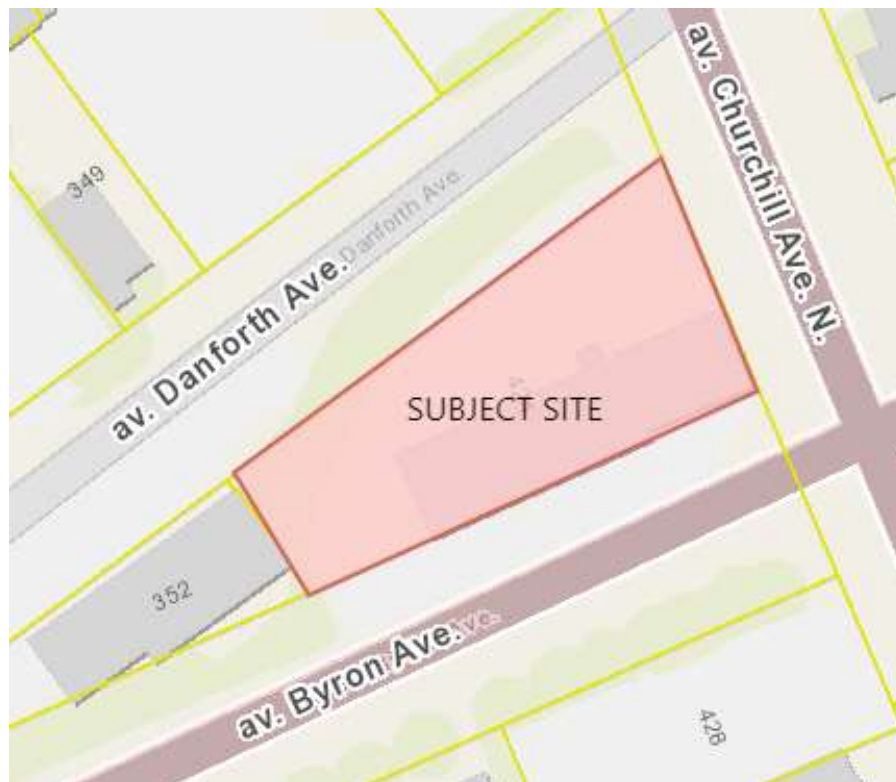 av. Churchill Ave. N.
349
Danforth Ave.
av. Danforth Ave.
SUBJECT SITE
352
av. Byron Ave.
Ave.
428